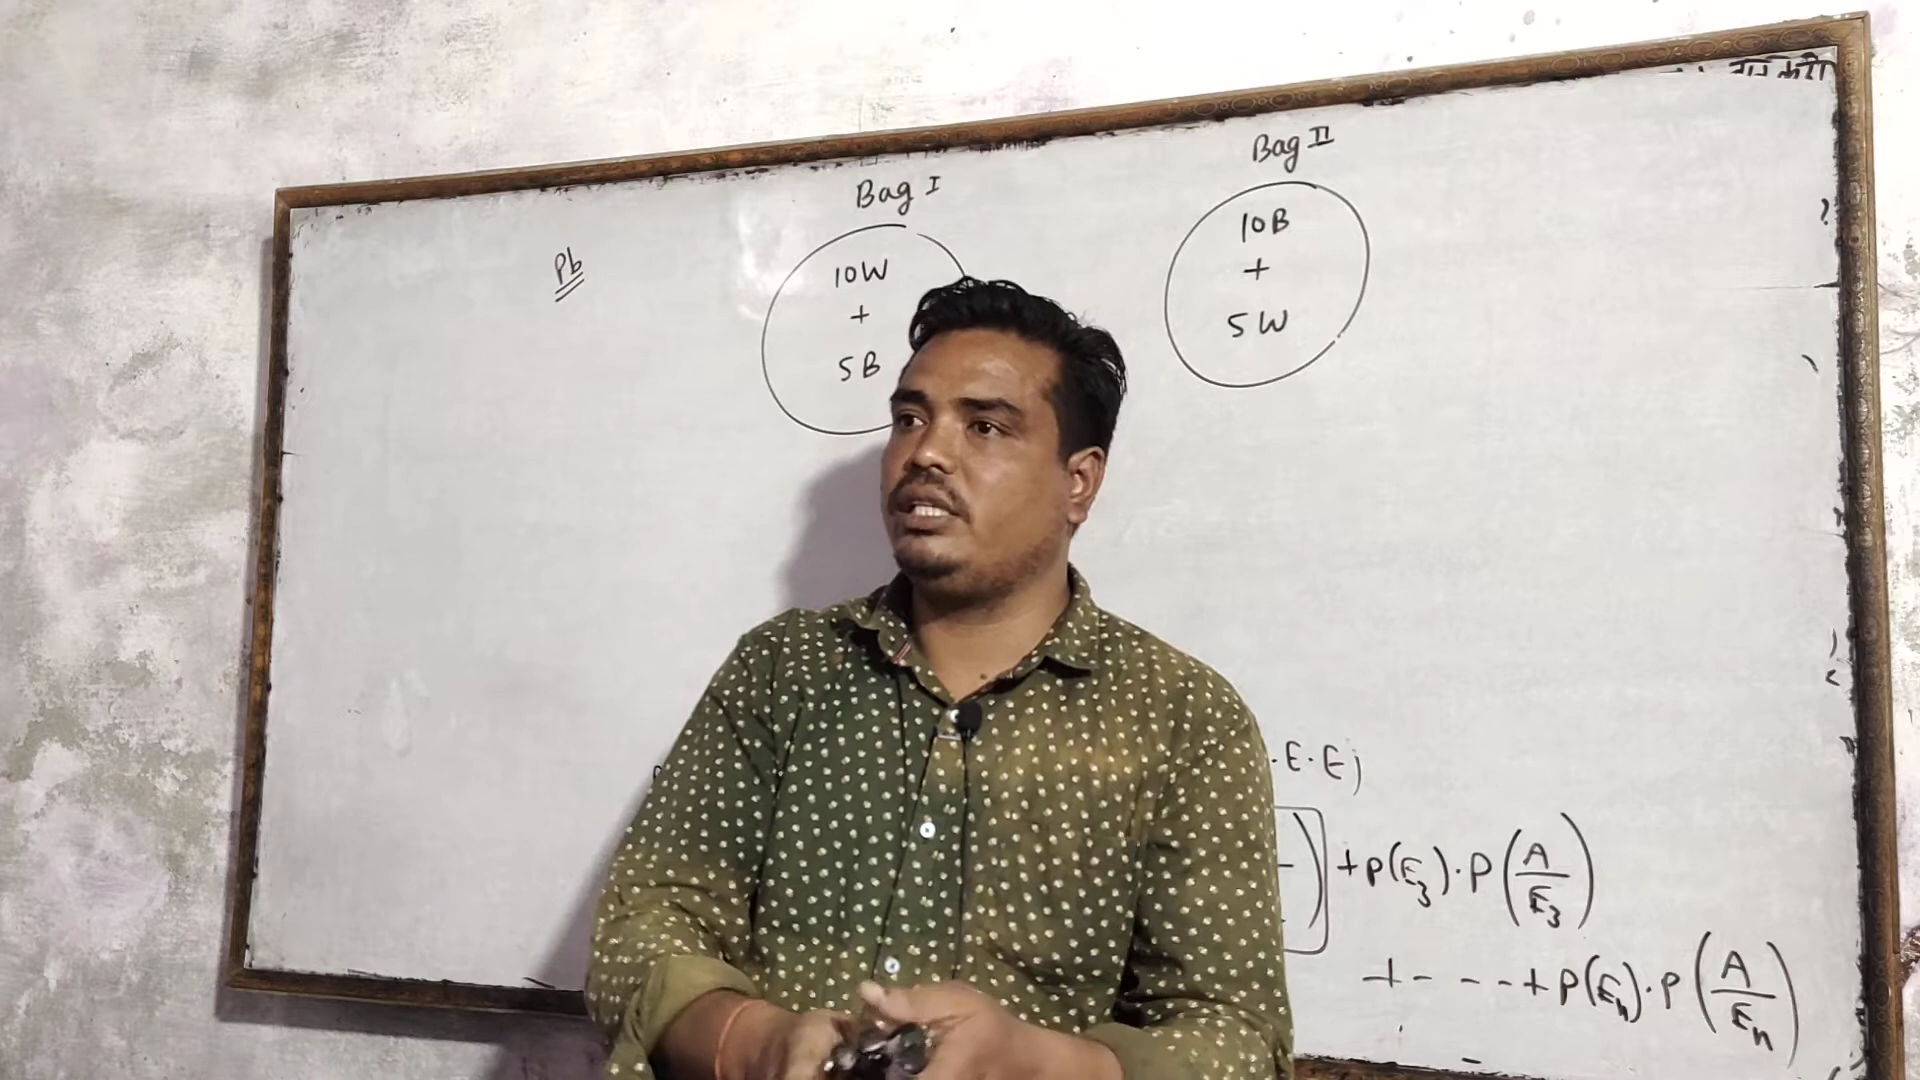 Bag I
10W
+
5B
Bag II
10B
+
5W
Pb
.E.E)
+P(E₃).P(A/E₃)
+- - - -+P(Eₙ).P(A/Eₙ)